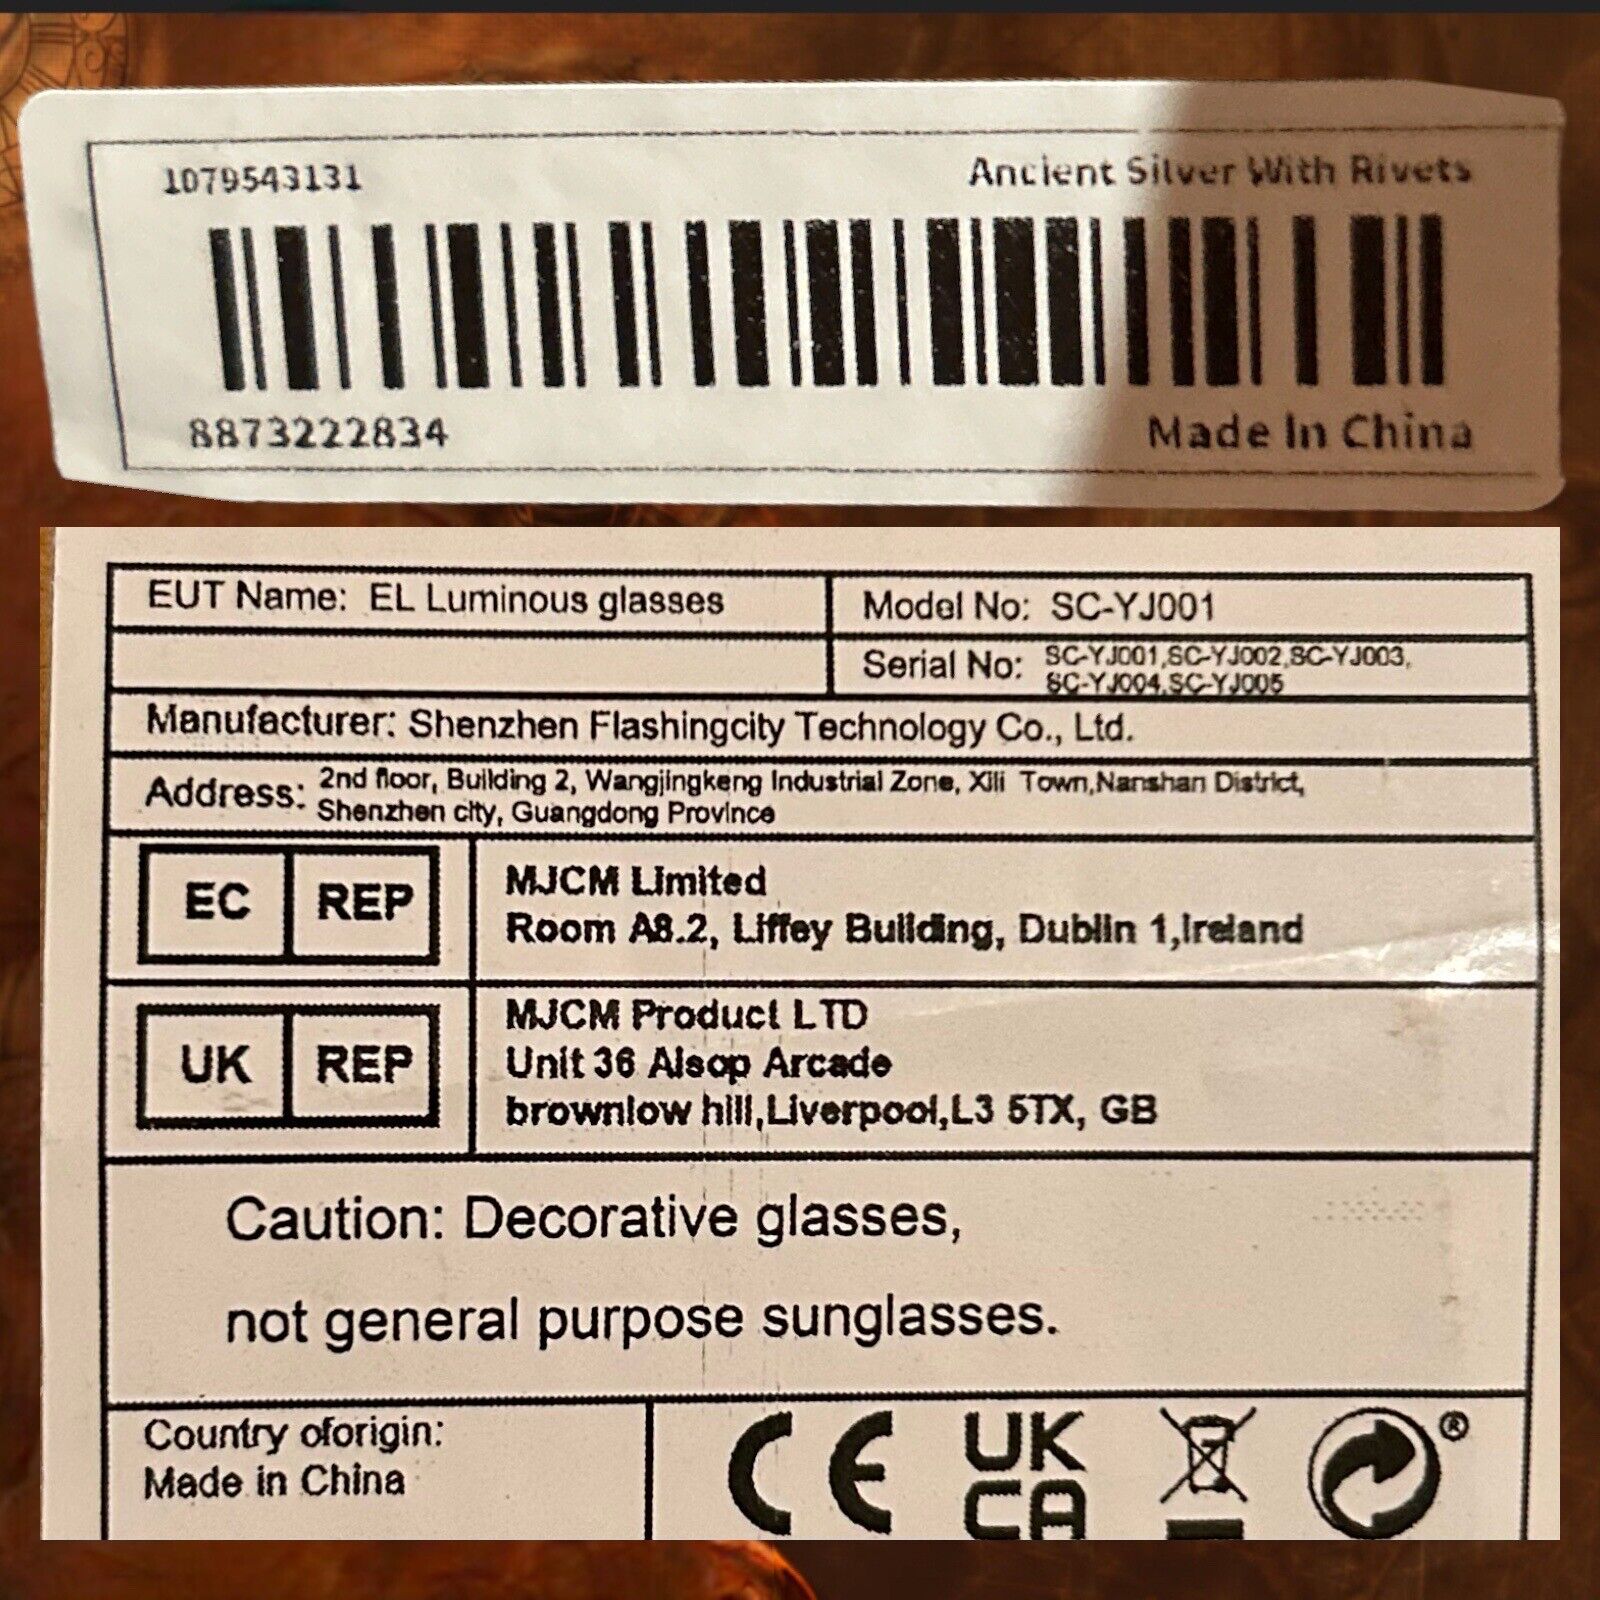 1079543131
Ancient Silver With Rivets
8873222834
Made In China
EUT Name: EL Luminous glasses
Model No: SC-YJ001
Serial No: SC-YJ001,SC-YJ002,SC-YJ003,
SC-YJ004,SC-YJ005
Manufacturer: Shenzhen Flashingcity Technology Co., Ltd.
Address: 2nd floor, Building 2, Wangjingkeng Industrial Zone, Xili Town,Nanshan District,
Shenzhen city, Guangdong Province
EC REP
MJCM Limited
Room A8.2, Liffey Building, Dublin 1,Ireland
UK REP
MJCM Product LTD
Unit 36 Alsop Arcade
brownlow hill,Liverpool,L3 5TX, GB
Caution: Decorative glasses,
not general purpose sunglasses.
Country oforigin:
Made in China
CE
UK
CA
®